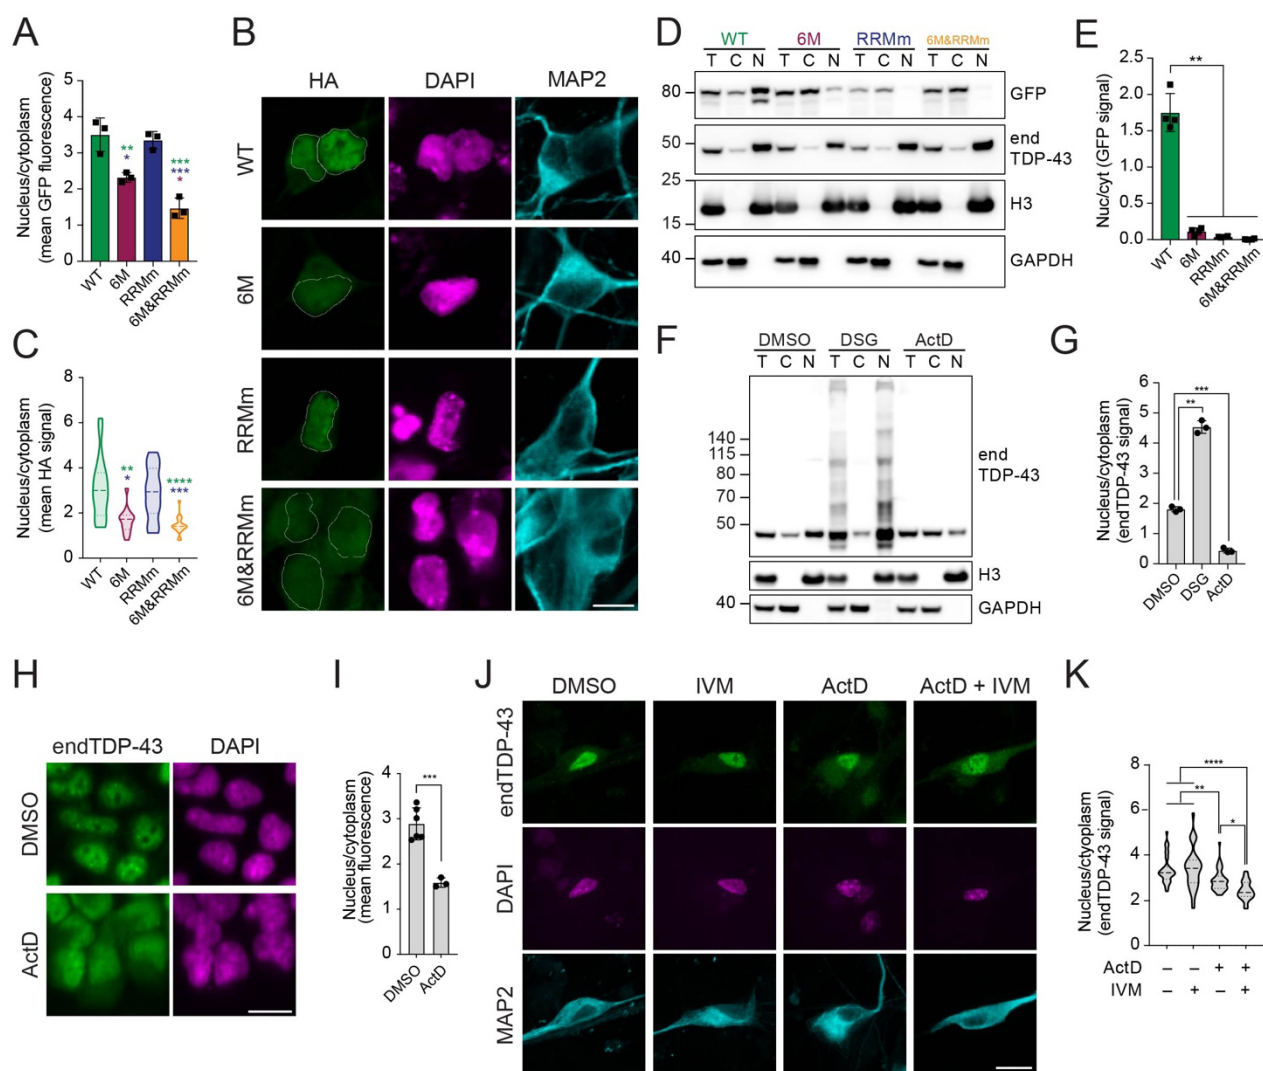 A
Nucleus/cytoplasm
(mean GFP fluorescence)
5
4
3
2
1
0
**
*
***
***
*
WT
6M
RRMm
6M&RRMm
B
HA
DAPI
MAP2
WT
6M
RRMm
6M&RRMm
C
Nucleus/cytoplasm
(mean HA signal)
8
6
4
2
0
**
*
****
***
WT
6M
RRMm
6M&RRMm
D
WT
6M
RRMm
6M&RRMm
T C N T C N T C N T C N
80
GFP
50
end
TDP-43
25
15
H3
40
GAPDH
E
Nuc/cyt (GFP signal)
2.5
2.0
1.5
1.0
0.5
0.0
**
WT
6M
RRMm
6M&RRMm
F
DMSO
DSG
ActD
T C N T C N T C N
140
115
80
70
50
end
TDP-43
H3
40
GAPDH
G
Nucleus/cytoplasm
(endTDP-43 signal)
6
5
4
3
2
1
0
***
**
DMSO
DSG
ActD
H
endTDP-43
DAPI
DMSO
ActD
I
Nucleus/cytoplasm
(mean fluorescence)
4
3
2
1
0
***
DMSO
ActD
J
DMSO
IVM
ActD
ActD + IVM
endTDP-43
DAPI
MAP2
K
Nucleus/cytoplasm
(endTDP-43 signal)
8
6
4
2
0
****
**
*
ActD – – + +
IVM – + – +